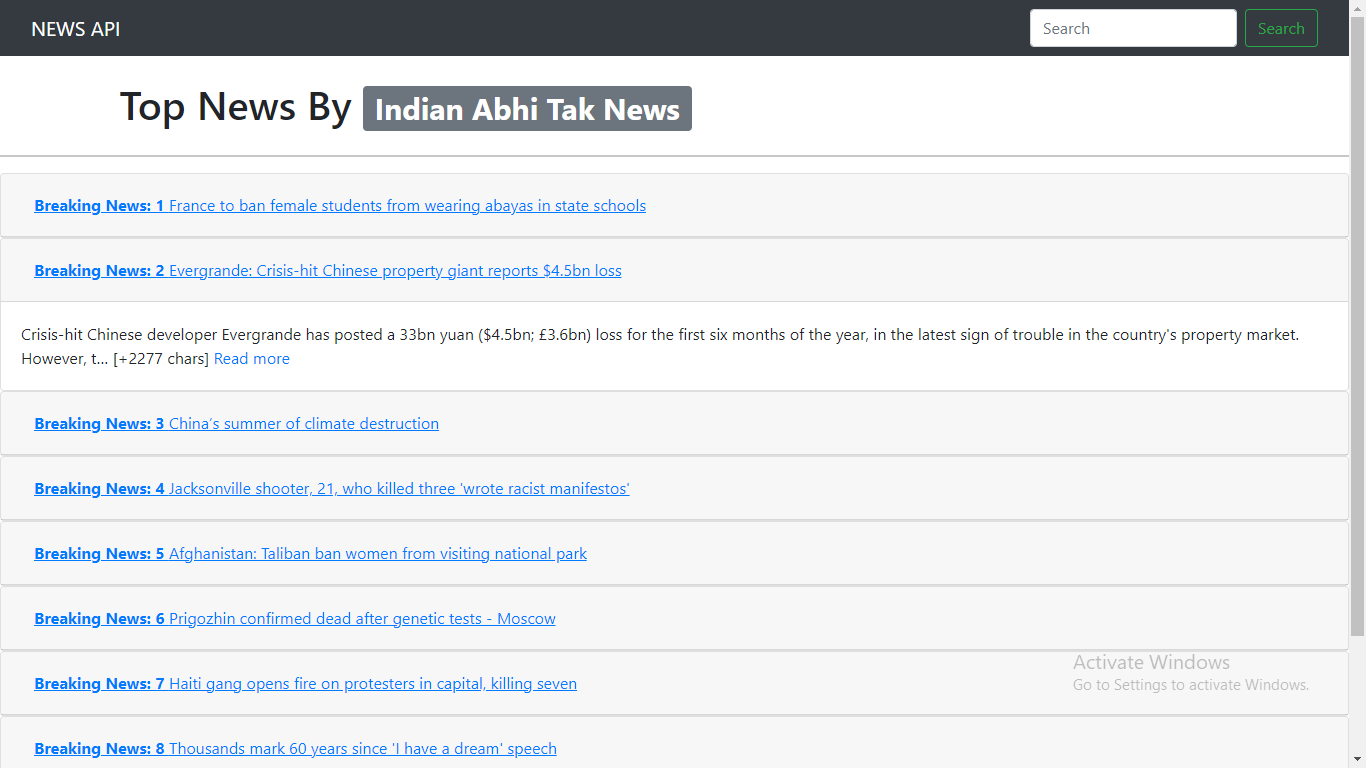 NEWS API
Search
Search
Top News By Indian Abhi Tak News
Breaking News: 1 France to ban female students from wearing abayas in state schools
Breaking News: 2 Evergrande: Crisis-hit Chinese property giant reports $4.5bn loss
Crisis-hit Chinese developer Evergrande has posted a 33bn yuan ($4.5bn; £3.6bn) loss for the first six months of the year, in the latest sign of trouble in the country's property market.
However, t… [+2277 chars] Read more
Breaking News: 3 China’s summer of climate destruction
Breaking News: 4 Jacksonville shooter, 21, who killed three 'wrote racist manifestos'
Breaking News: 5 Afghanistan: Taliban ban women from visiting national park
Breaking News: 6 Prigozhin confirmed dead after genetic tests - Moscow
Breaking News: 7 Haiti gang opens fire on protesters in capital, killing seven
Activate Windows
Go to Settings to activate Windows.
Breaking News: 8 Thousands mark 60 years since 'I have a dream' speech